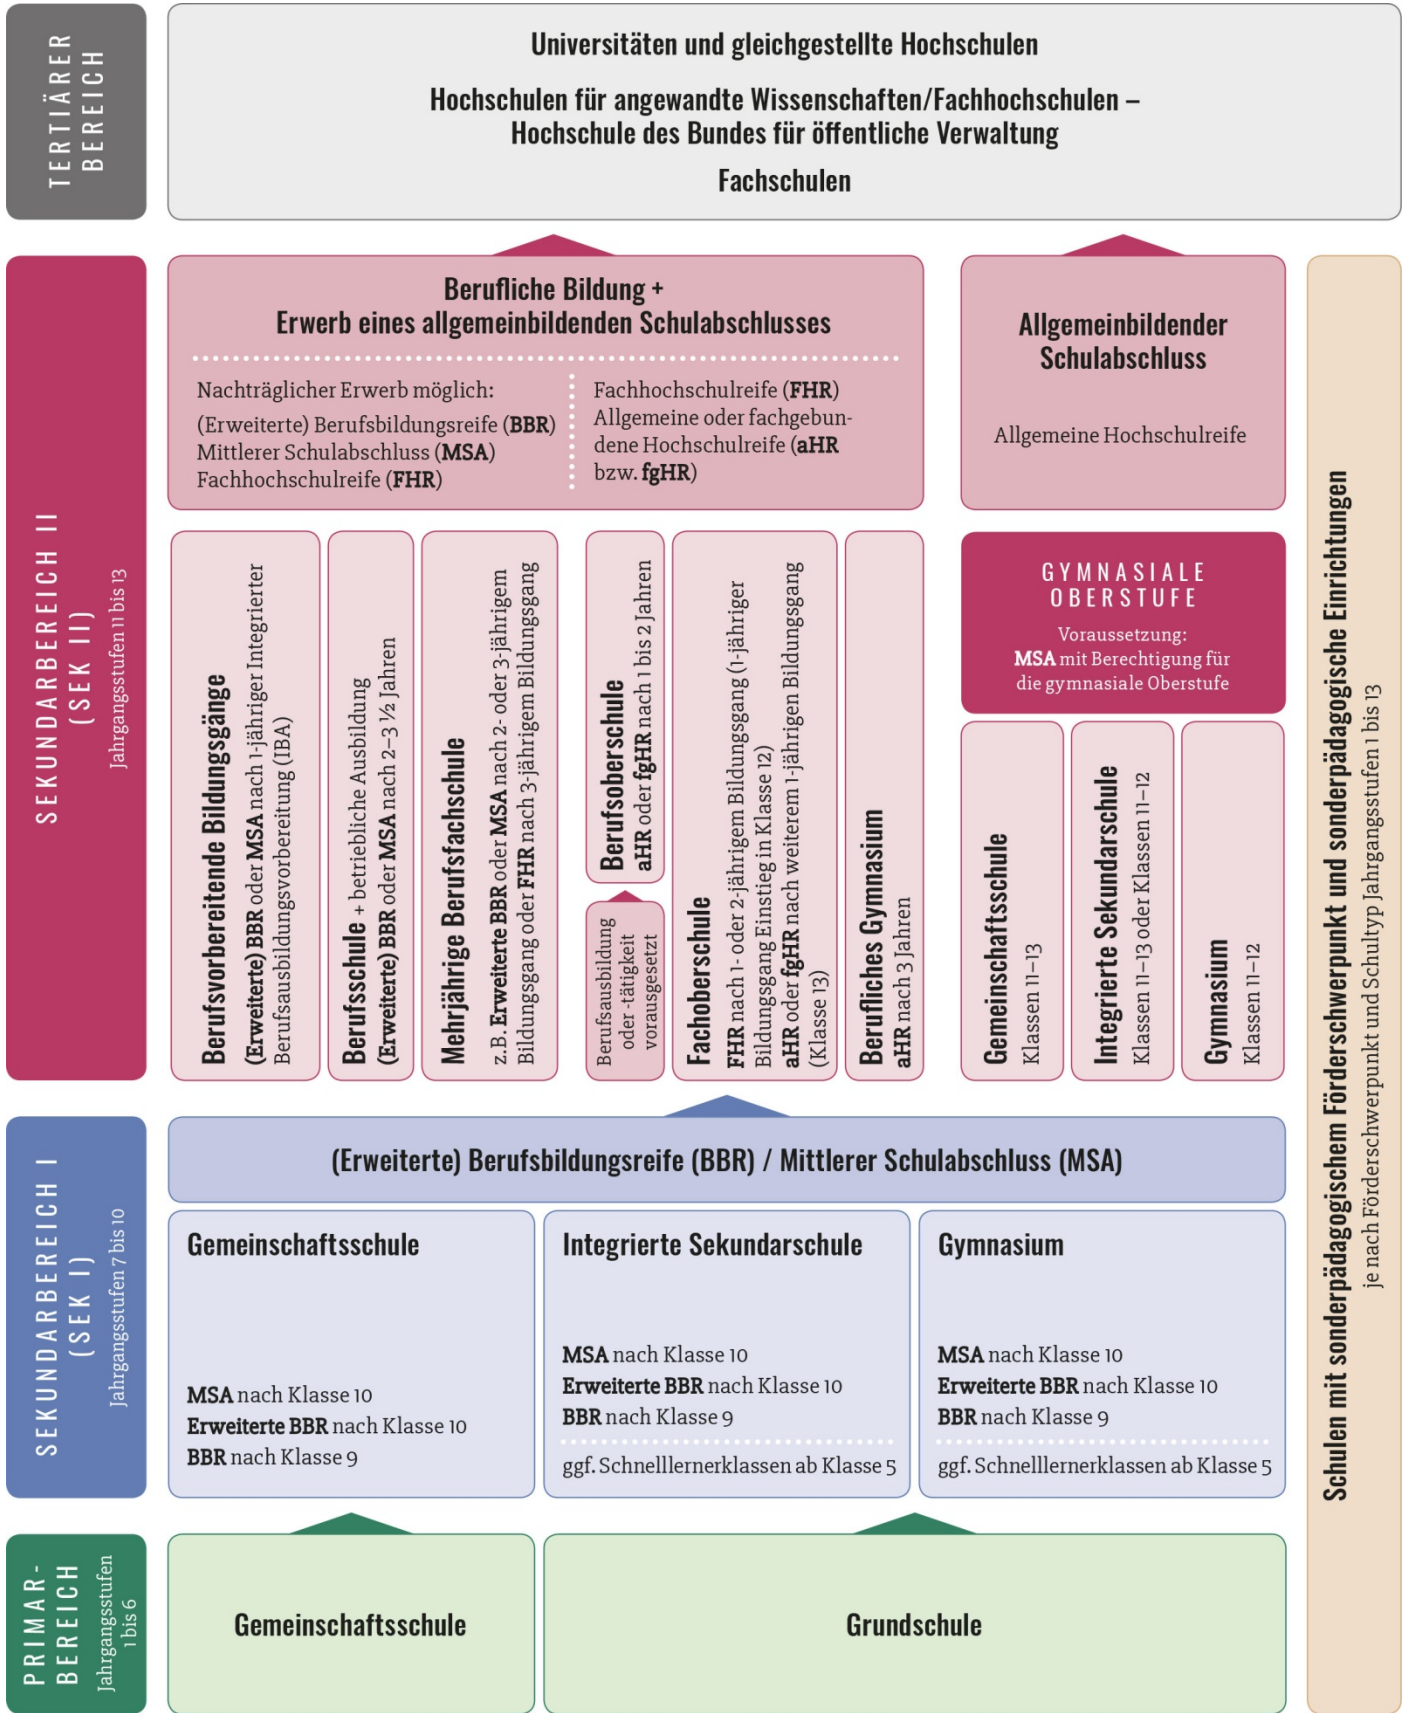 TERTIÄRER
BEREICH
Universitäten und gleichgestellte Hochschulen
Hochschulen für angewandte Wissenschaften/Fachhochschulen –
Hochschule des Bundes für öffentliche Verwaltung
Fachschulen
SEKUNDARBEREICH II
(SEK II)
Jahrgangsstufen 11 bis 13
Berufliche Bildung +
Erwerb eines allgemeinbildenden Schulabschlusses
Nachträglicher Erwerb möglich:
(Erweiterte) Berufsbildungsreife (BBR)
Mittlerer Schulabschluss (MSA)
Fachhochschulreife (FHR)
Fachhochschulreife (FHR)
Allgemeine oder fachgebun-
dene Hochschulreife (aHR
bzw. fgHR)
Allgemeinbildender
Schulabschluss
Allgemeine Hochschulreife
Berufsvorbereitende Bildungsgänge
(Erweiterte) BBR oder MSA nach 1-jähriger Integrierter
Berufsausbildungsvorbereitung (IBA)
Berufsschule + betriebliche Ausbildung
(Erweiterte) BBR oder MSA nach 2–3 ½ Jahren
Mehrjährige Berufsfachschule
z.B. Erweiterte BBR oder MSA nach 2- oder 3-jährigem
Bildungsgang oder FHR nach 3-jährigem Bildungsgang
Berufsoberschule
aHR oder fgHR nach 1 bis 2 Jahren
Berufsausbildung
oder -tätigkeit
vorausgesetzt
Fachoberschule
FHR nach 1- oder 2-jährigem Bildungsgang (1-jähriger
Bildungsgang Einstieg in Klasse 12)
aHR oder fgHR nach weiterem 1-jährigen Bildungsgang
(Klasse 13)
Berufliches Gymnasium
aHR nach 3 Jahren
GYMNASIALE
OBERSTUFE
Voraussetzung:
MSA mit Berechtigung für
die gymnasiale Oberstufe
Gemeinschaftsschule
Klassen 11–13
Integrierte Sekundarschule
Klassen 11–13 oder Klassen 11–12
Gymnasium
Klassen 11–12
Schulen mit sonderpädagogischem Förderschwerpunkt und sonderpädagogische Einrichtungen
je nach Förderschwerpunkt und Schultyp Jahrgangsstufen 1 bis 13
SEKUNDARBEREICH I
(SEK I)
Jahrgangsstufen 7 bis 10
(Erweiterte) Berufsbildungsreife (BBR) / Mittlerer Schulabschluss (MSA)
Gemeinschaftsschule
MSA nach Klasse 10
Erweiterte BBR nach Klasse 10
BBR nach Klasse 9
Integrierte Sekundarschule
MSA nach Klasse 10
Erweiterte BBR nach Klasse 10
BBR nach Klasse 9
ggf. Schnelllernerklassen ab Klasse 5
Gymnasium
MSA nach Klasse 10
Erweiterte BBR nach Klasse 10
BBR nach Klasse 9
ggf. Schnelllernerklassen ab Klasse 5
PRIMAR-
BEREICH
Jahrgangsstufen
1 bis 6
Gemeinschaftsschule
Grundschule